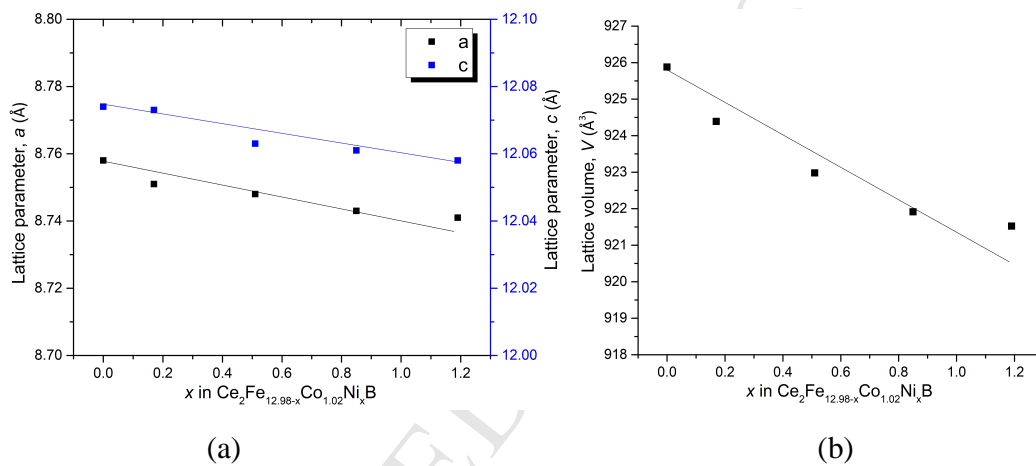 8.80
8.78
8.76
8.74
8.72
8.70
Lattice parameter, a (Å)
0.0 0.2 0.4 0.6 0.8 1.0 1.2
x in Ce₂Fe₁₂.₉₈₋ₓCo₁.₀₂NiₓB
a
c
12.10
12.08
12.06
12.04
12.02
12.00
Lattice parameter, c (Å)
(a)
927
926
925
924
923
922
921
920
919
918
Lattice volume, V (Å³)
0.0 0.2 0.4 0.6 0.8 1.0 1.2
x in Ce₂Fe₁₂.₉₈₋ₓCo₁.₀₂NiₓB
(b)